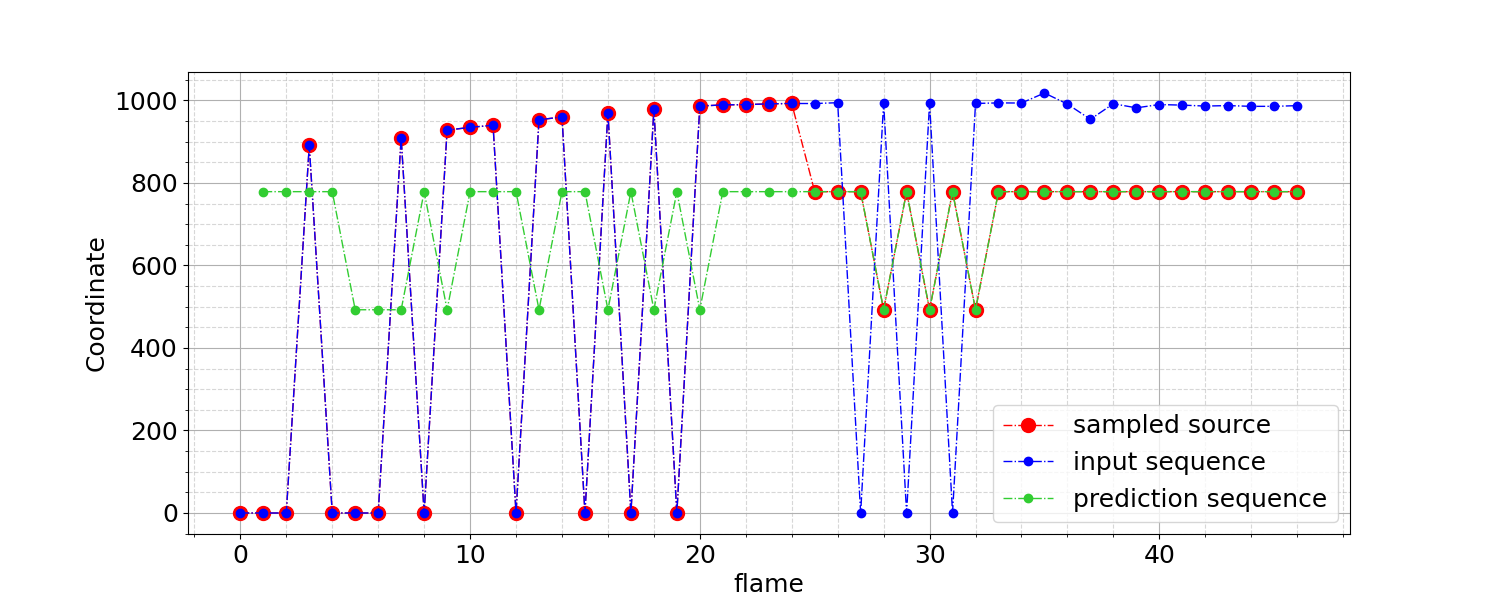 1000
800
600
400
200
0
Coordinate
0 10 20 30 40
flame
sampled source
input sequence
prediction sequence